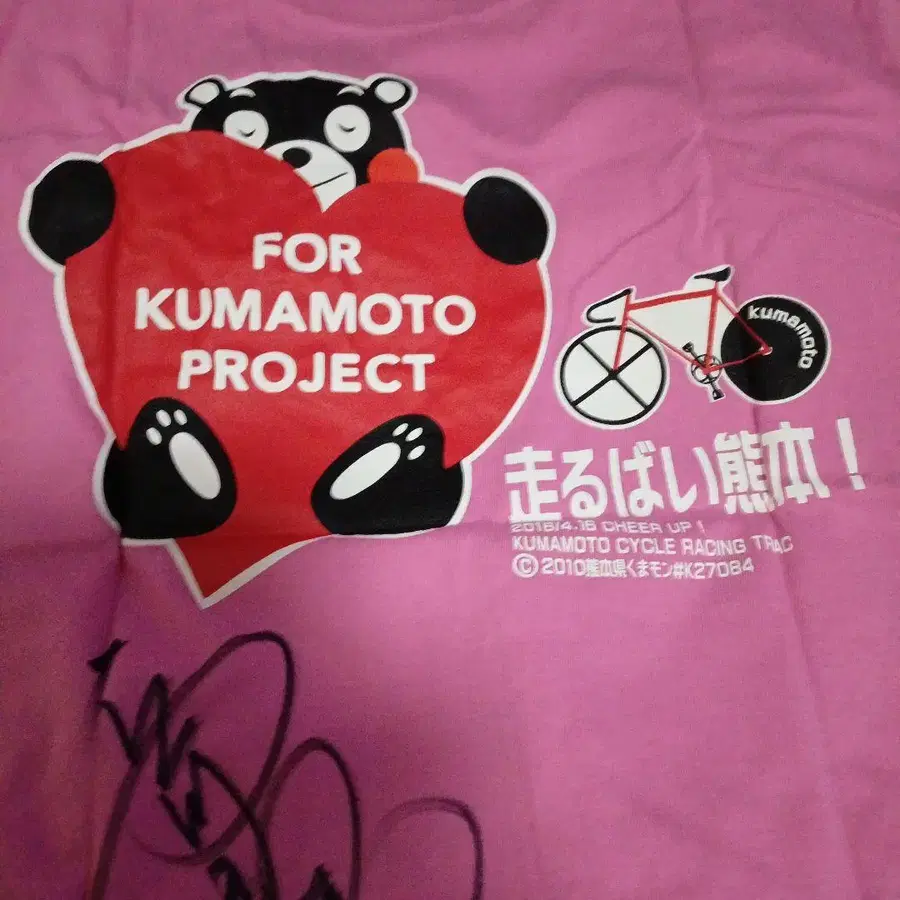 FOR
KUMAMOTO
PROJECT
kumamoto
走るばい熊本！
2016/4.16 CHEER UP！
KUMAMOTO CYCLE RACING TRAC
© 2010熊本県くまモン#K27084